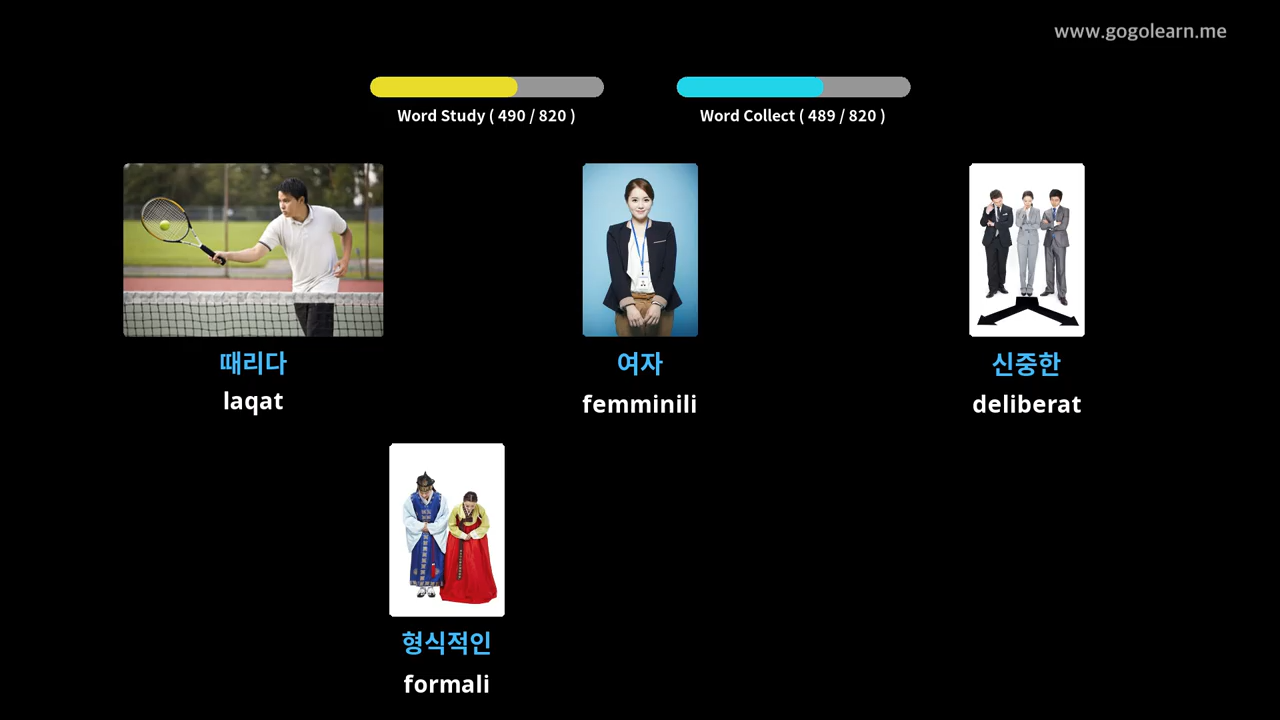 www.gogolearn.me
Word Study ( 490 / 820 )
Word Collect ( 489 / 820 )
때리다
laqat
여자
femminili
신중한
deliberat
형식적인
formali